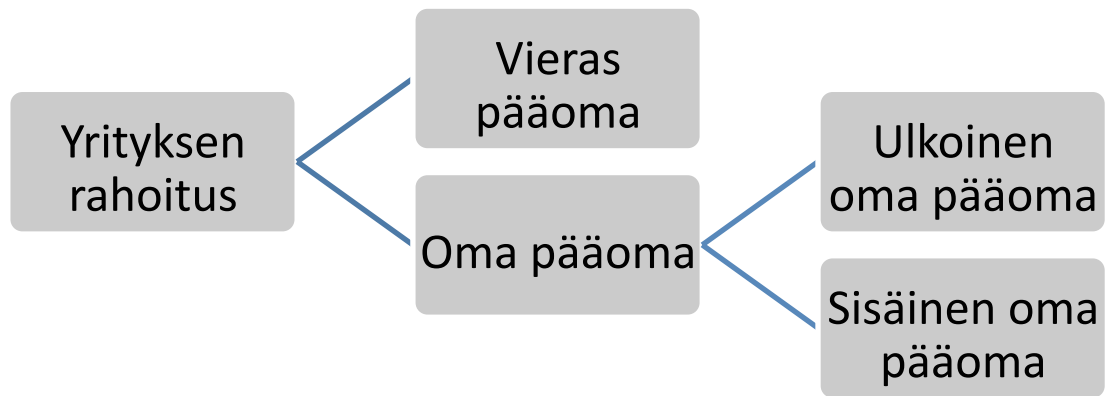 Yrityksen
rahoitus
Vieras
pääoma
Oma pääoma
Ulkoinen
oma pääoma
Sisäinen oma
pääoma